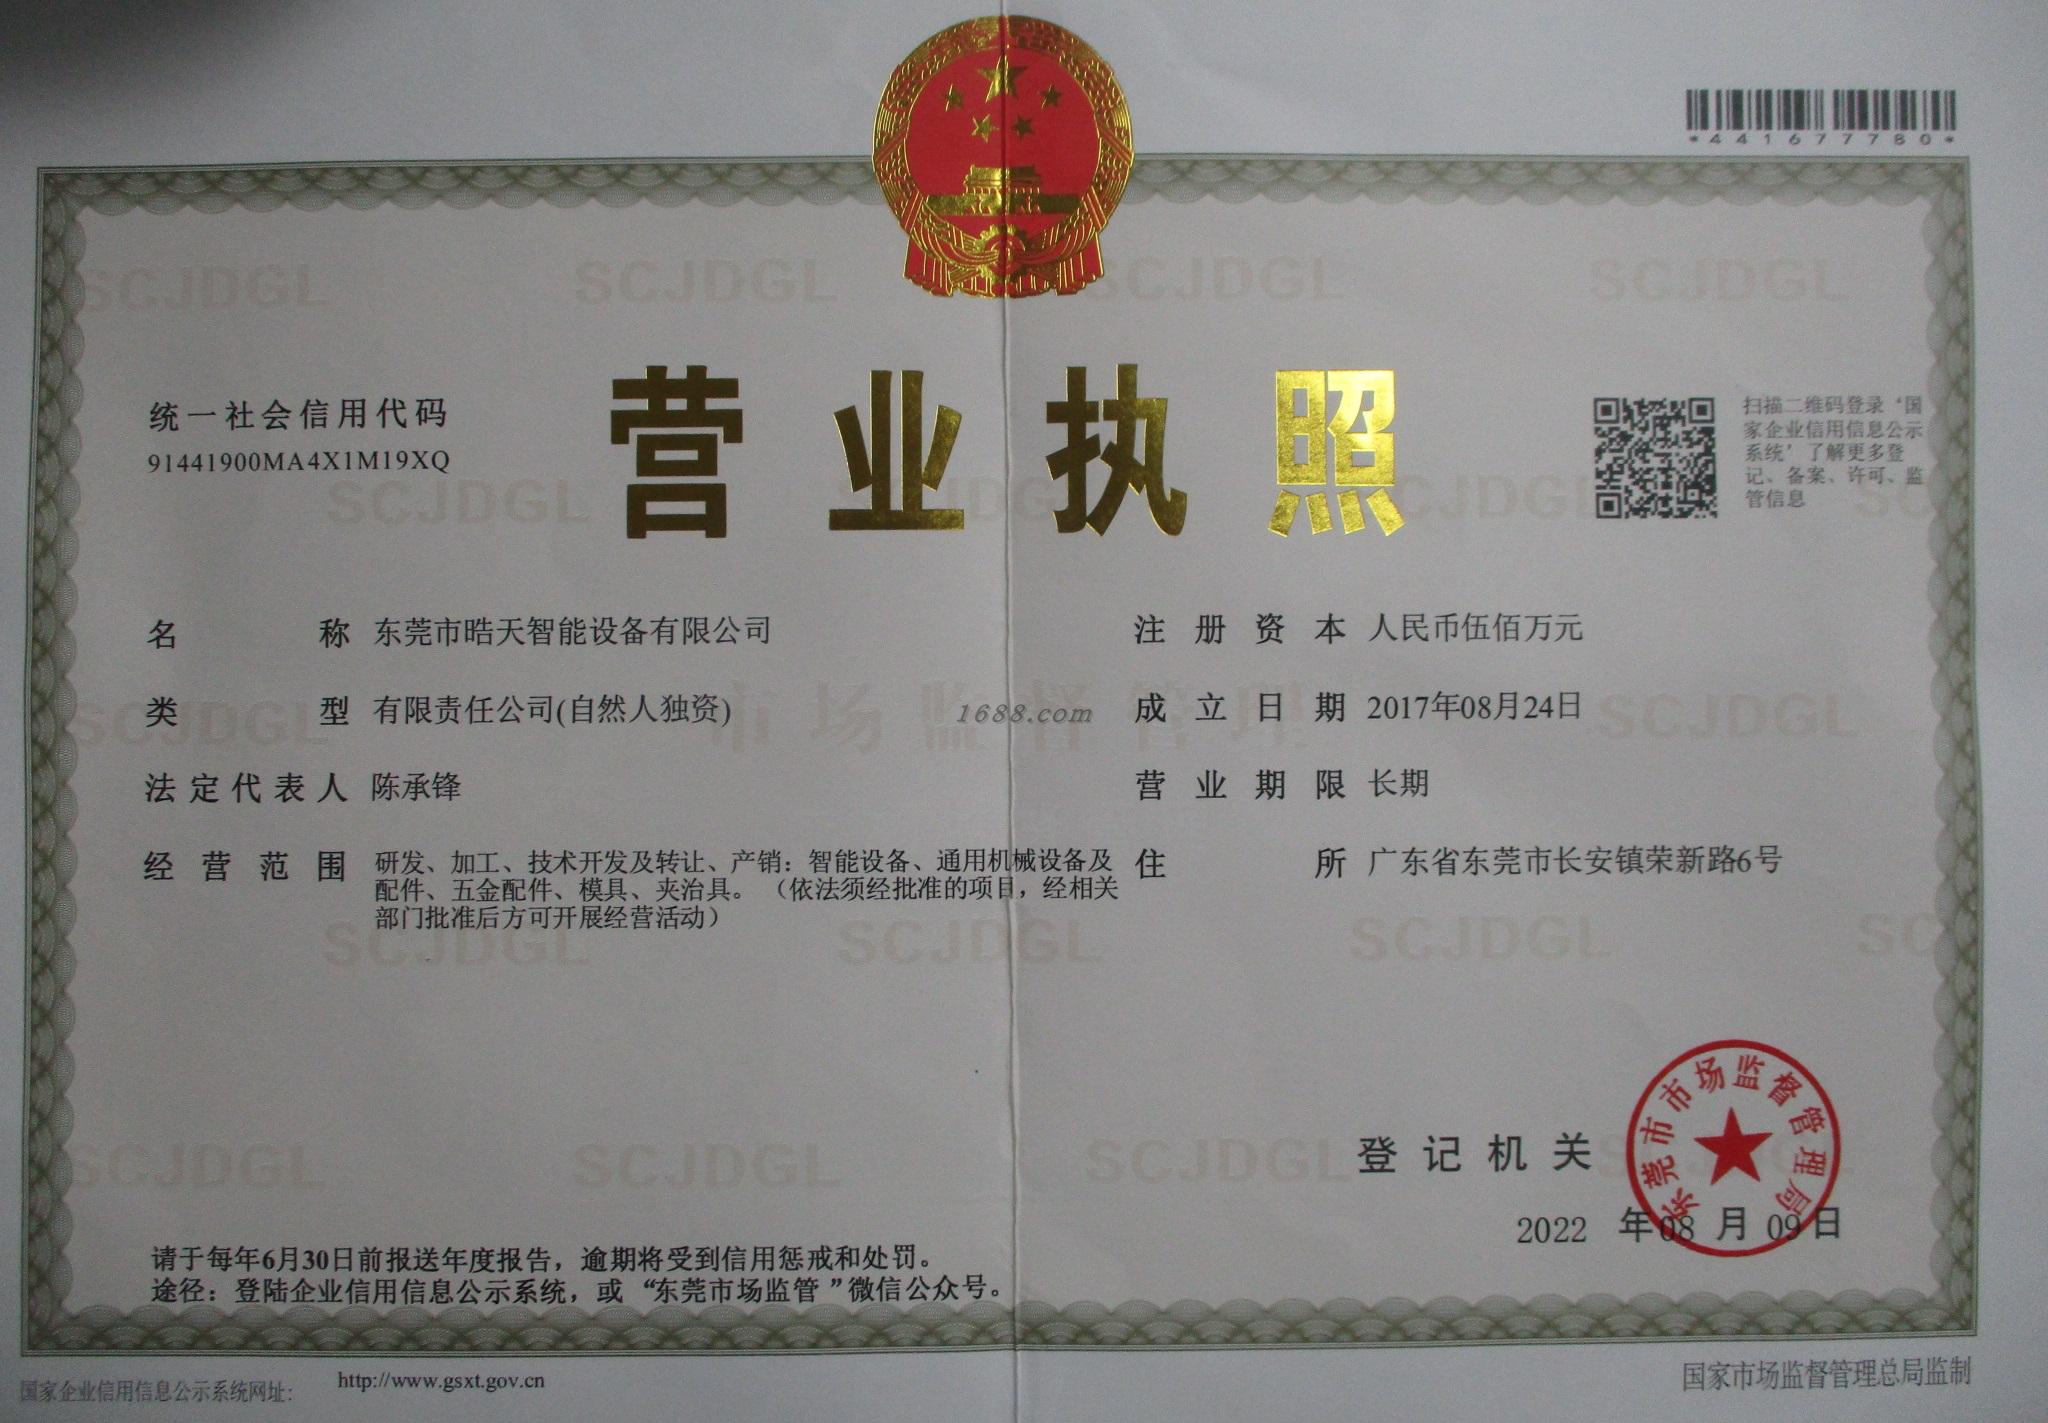 *441677780*
营业执照
统一社会信用代码
91441900MA4X1M19XQ
扫描二维码登录‘国
家企业信用信息公示
系统’了解更多登
记、备案、许可、监
管信息
名称 东莞市晧天智能设备有限公司
类型 有限责任公司(自然人独资)
法定代表人 陈承锋
经营范围 研发、加工、技术开发及转让、产销：智能设备、通用机械设备及
配件、五金配件、模具、夹治具。（依法须经批准的项目，经相关
部门批准后方可开展经营活动）
注册资本 人民币伍佰万元
成立日期 2017年08月24日
营业期限 长期
住所 广东省东莞市长安镇荣新路6号
1688.com
市场监督管理
SCJDGL
登记机关
东莞市市场监督管理局
2022 年08 月 09日
请于每年6月30日前报送年度报告，逾期将受到信用惩戒和处罚。
途径：登陆企业信用信息公示系统，或“东莞市场监管”微信公众号。
国家企业信用信息公示系统网址：
http://www.gsxt.gov.cn
国家市场监督管理总局监制